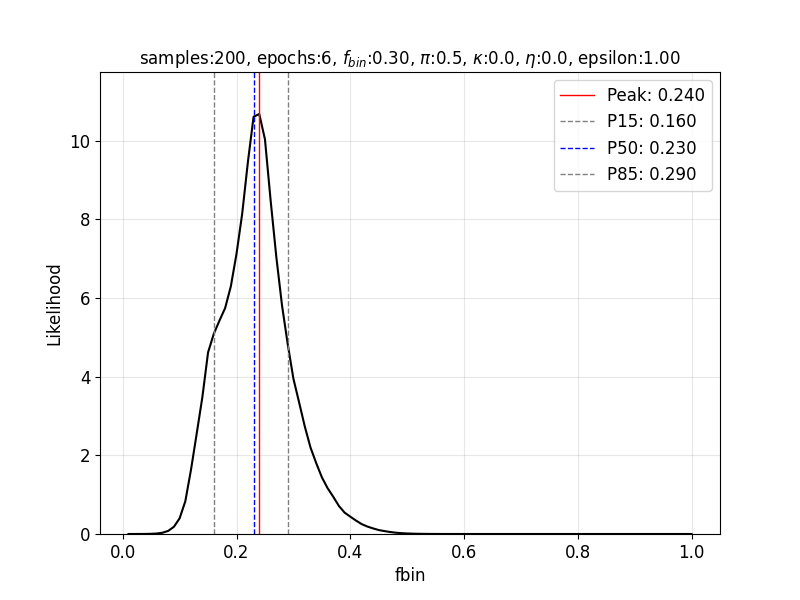 samples:200, epochs:6, f_bin:0.30, π:0.5, κ:0.0, η:0.0, epsilon:1.00
Peak: 0.240
P15: 0.160
P50: 0.230
P85: 0.290
10
8
6
4
2
0
Likelihood
0.0 0.2 0.4 0.6 0.8 1.0
fbin